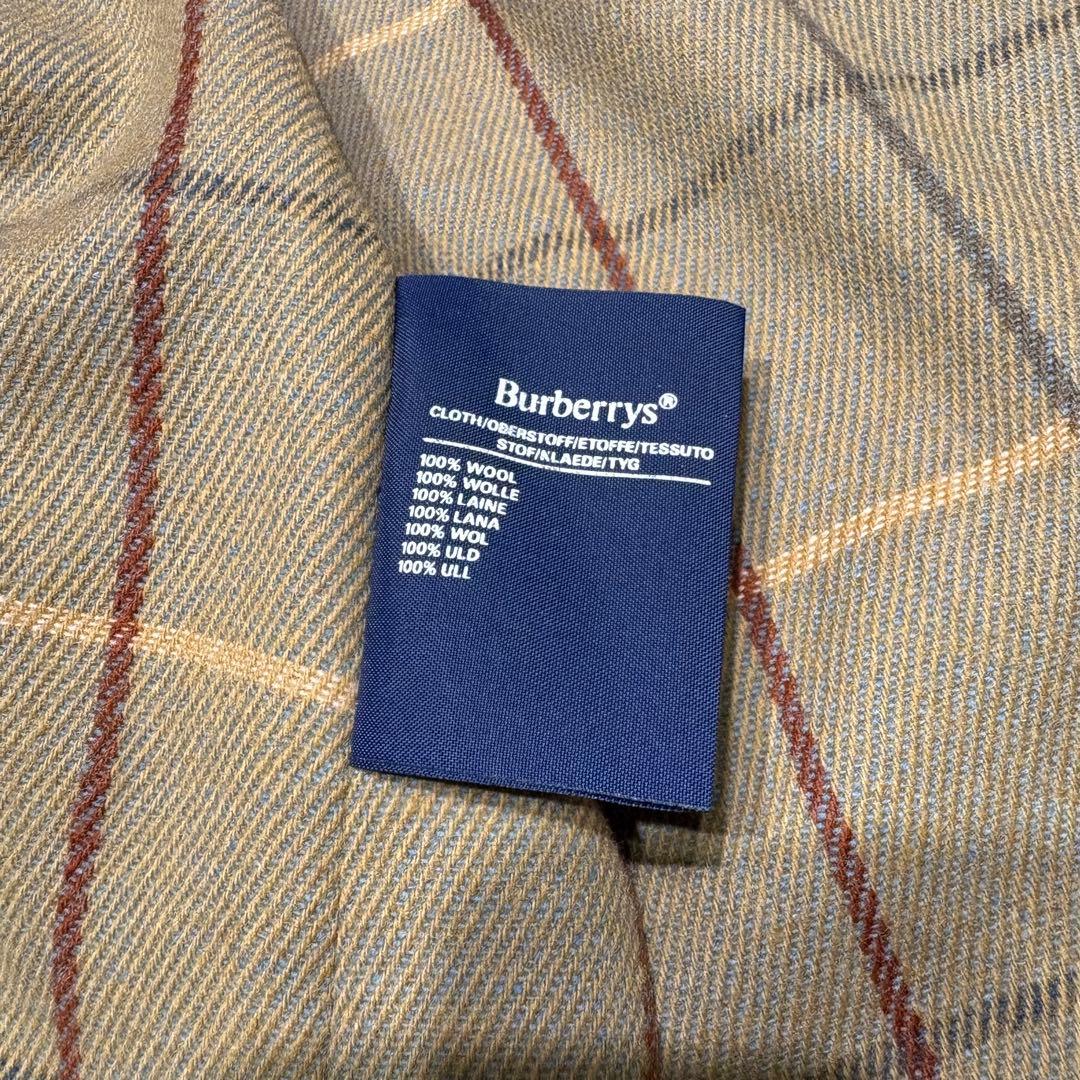 Burberrys®
CLOTH/OBERSTOFF/ETOFFE/TESSUTO
STOF/KLAEDE/TYG
100% WOOL
100% WOLLE
100% LAINE
100% LANA
100% WOL
100% ULD
100% ULL